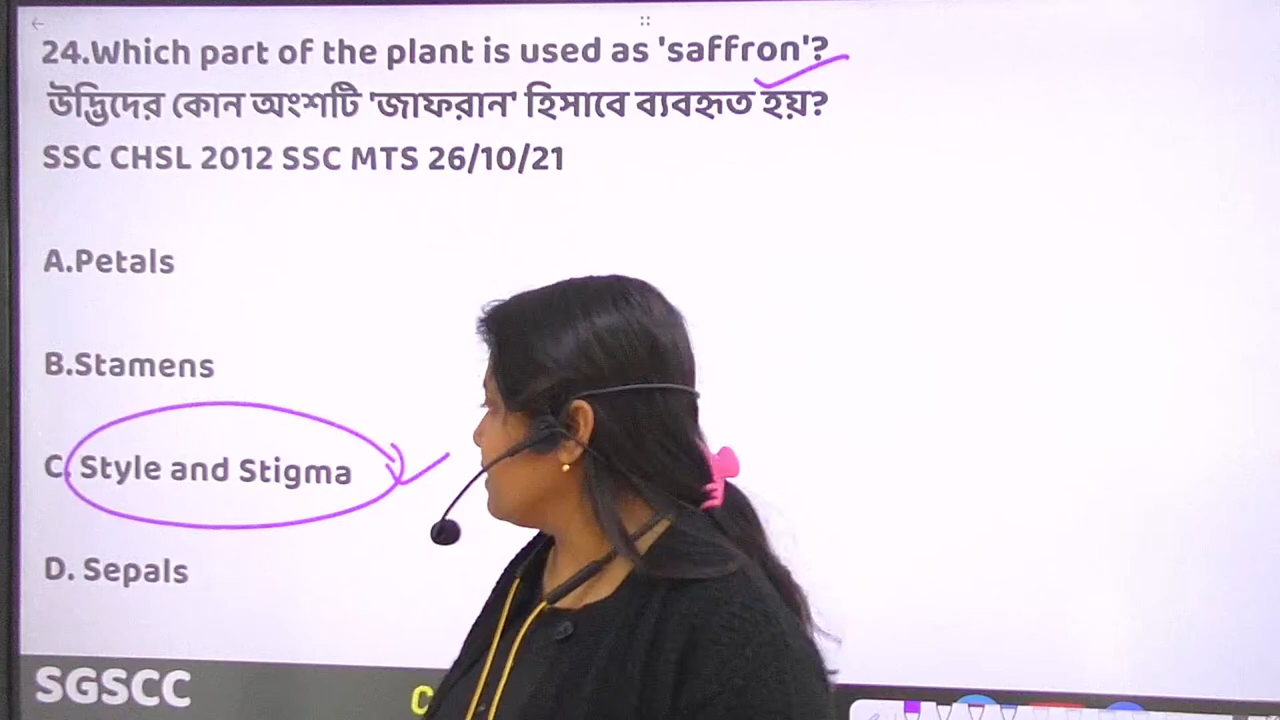 24.Which part of the plant is used as 'saffron'?
উদ্ভিদের কোন অংশটি 'জাফরান' হিসাবে ব্যবহৃত হয়?
SSC CHSL 2012 SSC MTS 26/10/21
A.Petals
B.Stamens
C. Style and Stigma
D. Sepals
SGSCC